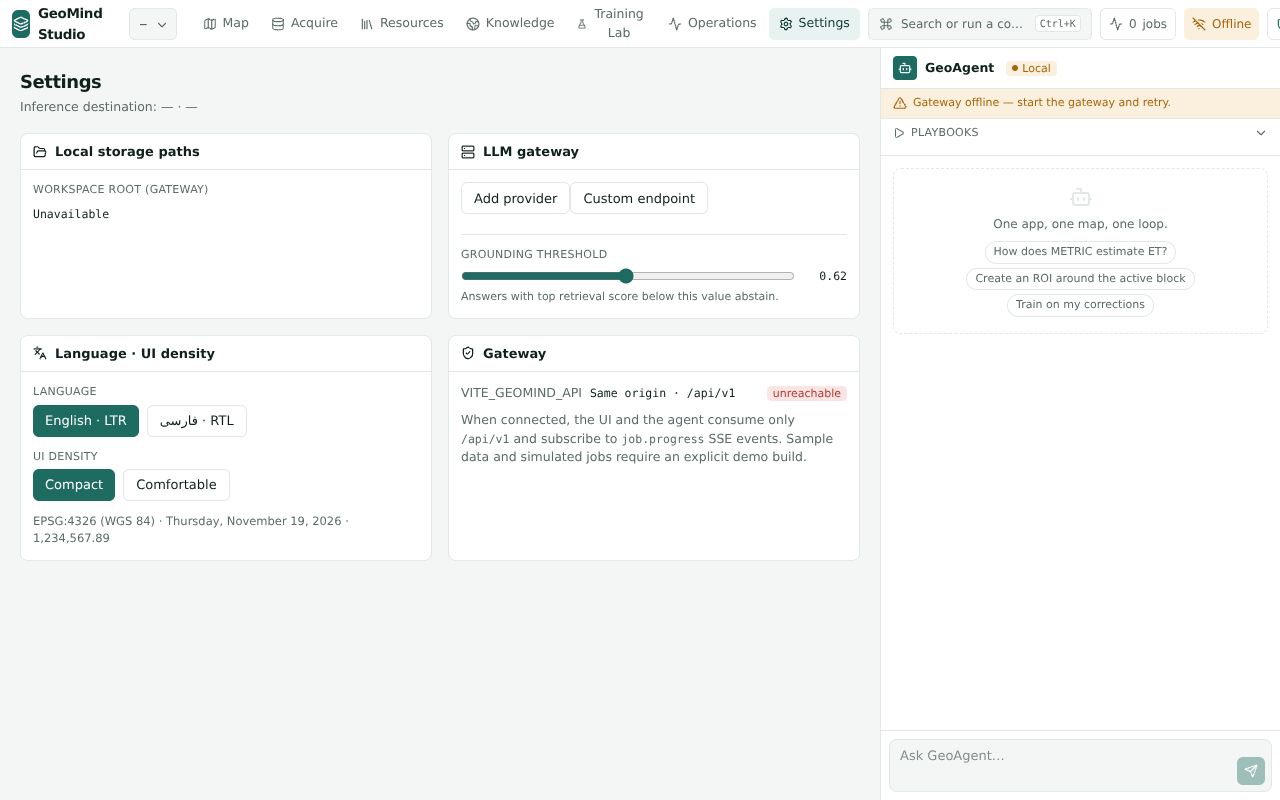 GeoMind Studio
–
Map
Acquire
Resources
Knowledge
Training Lab
Operations
Settings
Search or run a co…
Ctrl+K
0 jobs
Offline
Settings
Inference destination: — · —
Local storage paths
WORKSPACE ROOT (GATEWAY)
Unavailable
LLM gateway
Add provider
Custom endpoint
GROUNDING THRESHOLD
0.62
Answers with top retrieval score below this value abstain.
Language · UI density
LANGUAGE
English · LTR
فارسی · RTL
UI DENSITY
Compact
Comfortable
EPSG:4326 (WGS 84) · Thursday, November 19, 2026 ·
1,234,567.89
Gateway
VITE_GEOMIND_API Same origin · /api/v1
unreachable
When connected, the UI and the agent consume only
/api/v1 and subscribe to job.progress SSE events. Sample
data and simulated jobs require an explicit demo build.
GeoAgent
Local
Gateway offline — start the gateway and retry.
PLAYBOOKS
One app, one map, one loop.
How does METRIC estimate ET?
Create an ROI around the active block
Train on my corrections
Ask GeoAgent…